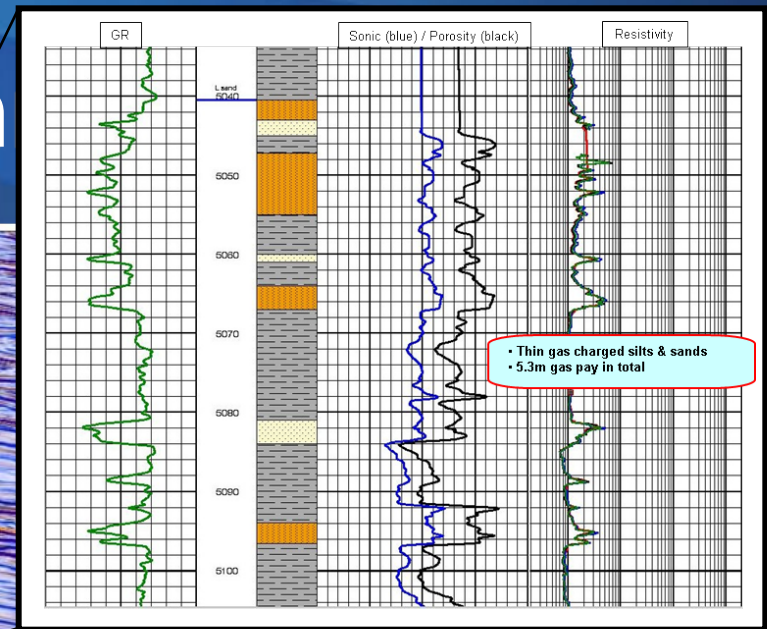 GR
Sonic (blue) / Porosity (black)
Resistivity
L sand
5040
5050
5060
5070
• Thin gas charged silts & sands
• 5.3m gas pay in total
5080
5090
5100